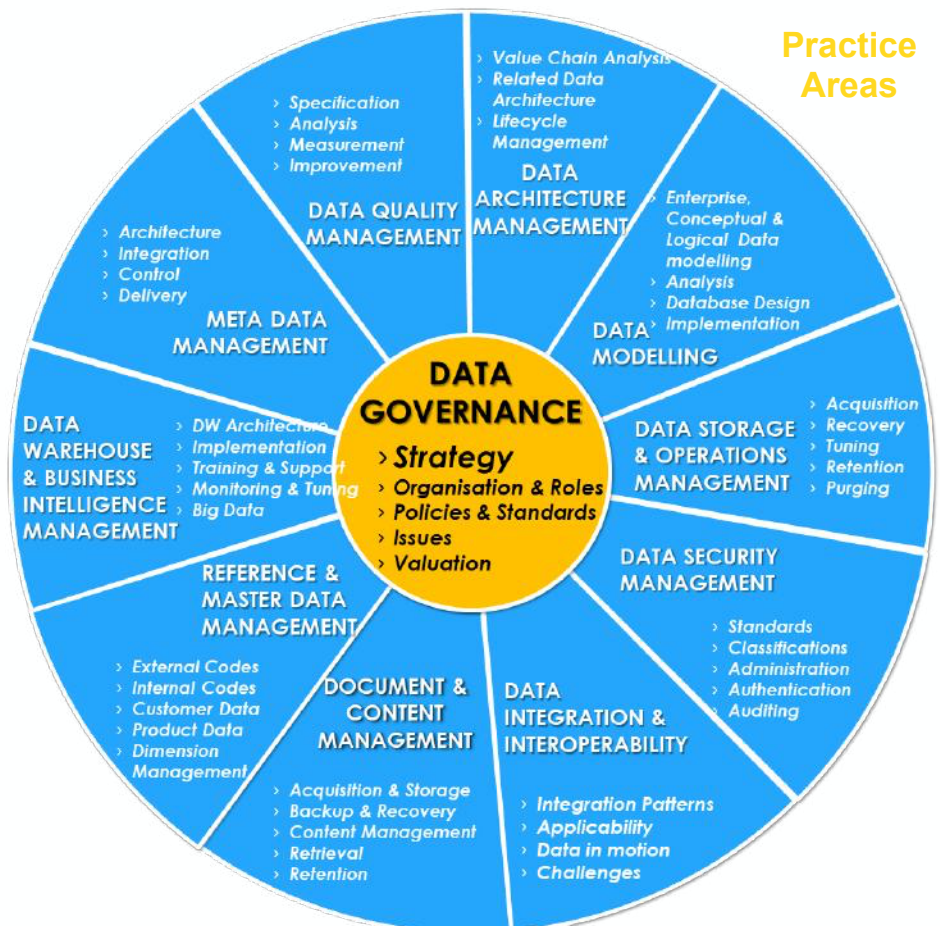 Practice
Areas
› Value Chain Analysis
› Related Data
Architecture
› Lifecycle
Management
DATA
ARCHITECTURE
MANAGEMENT
› Enterprise,
Conceptual &
Logical Data
modelling
› Analysis
› Database Design
› Implementation
DATA
MODELLING
› Acquisition
› Recovery
› Tuning
› Retention
› Purging
DATA STORAGE
& OPERATIONS
MANAGEMENT
DATA SECURITY
MANAGEMENT
› Standards
› Classifications
› Administration
› Authentication
› Auditing
DATA
INTEGRATION &
INTEROPERABILITY
› Integration Patterns
› Applicability
› Data in motion
› Challenges
DOCUMENT &
CONTENT
MANAGEMENT
› Acquisition & Storage
› Backup & Recovery
› Content Management
› Retrieval
› Retention
REFERENCE &
MASTER DATA
MANAGEMENT
› External Codes
› Internal Codes
› Customer Data
› Product Data
› Dimension
Management
DATA
WAREHOUSE
& BUSINESS
INTELLIGENCE
MANAGEMENT
› DW Architecture
› Implementation
› Training & Support
› Monitoring & Tuning
› Big Data
› Architecture
› Integration
› Control
› Delivery
META DATA
MANAGEMENT
› Specification
› Analysis
› Measurement
› Improvement
DATA QUALITY
MANAGEMENT
DATA
GOVERNANCE
› Strategy
› Organisation & Roles
› Policies & Standards
› Issues
› Valuation